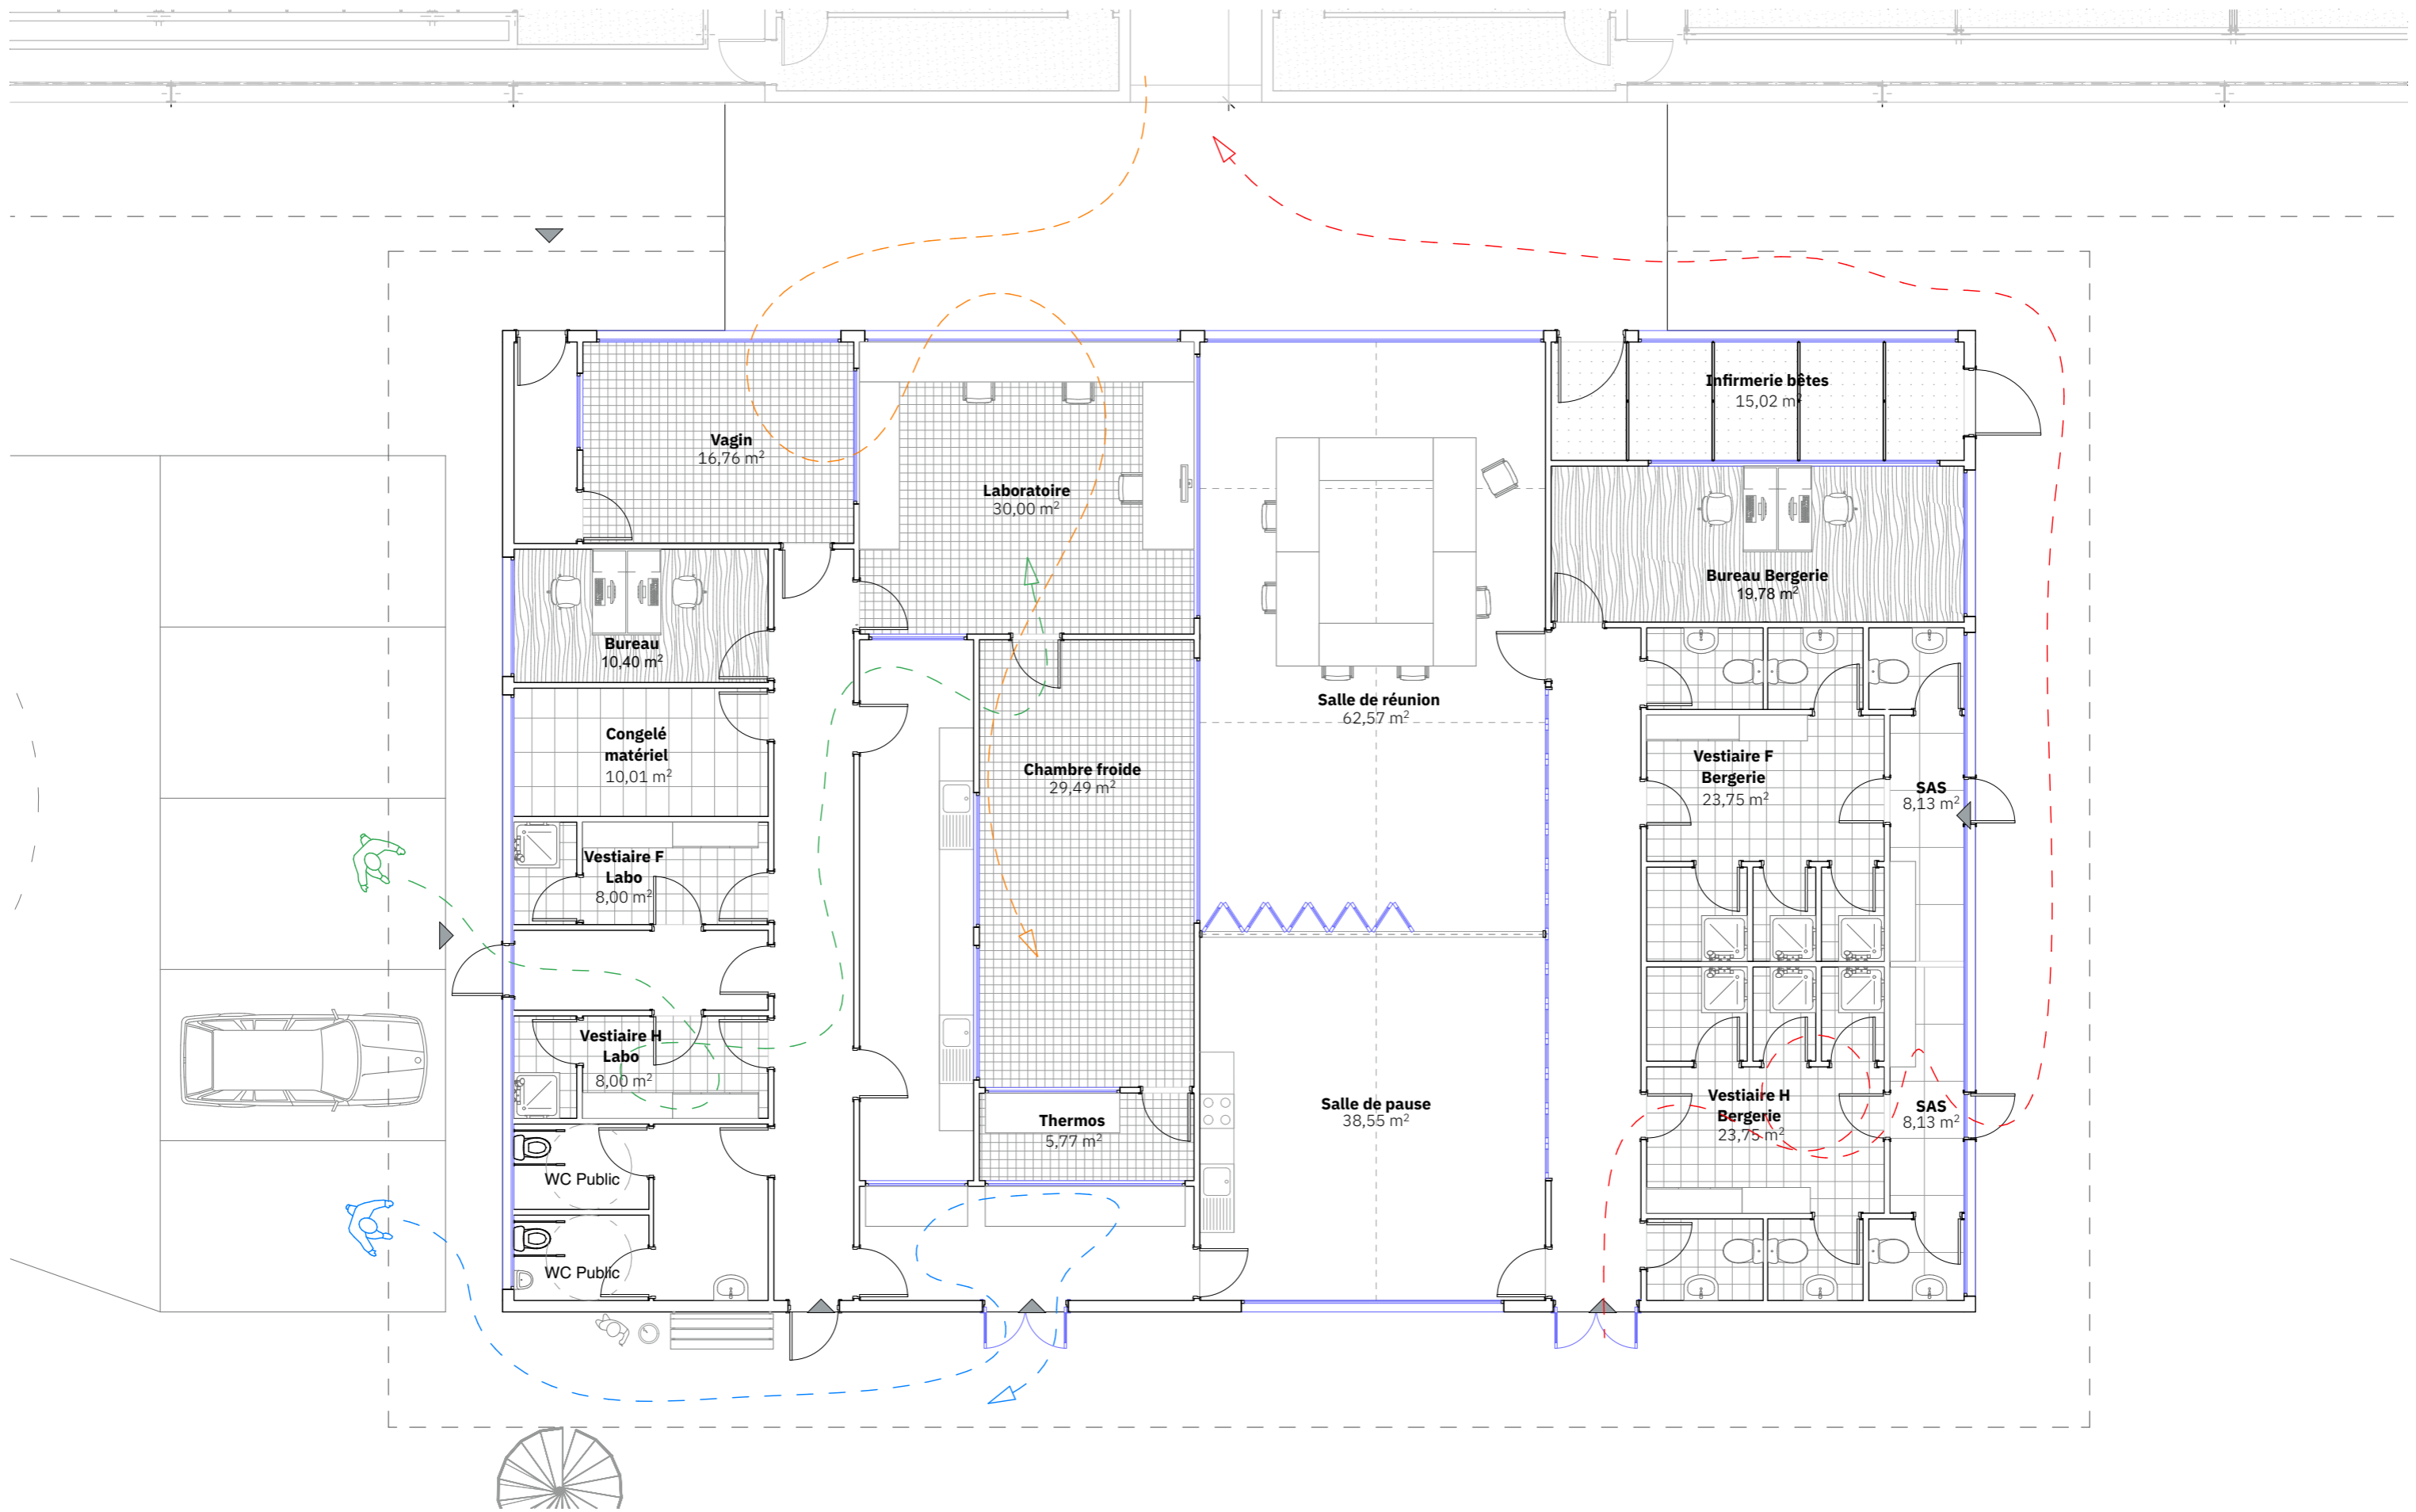 Infirmerie bêtes
15,02 m²
Vagin
16,76 m²
Laboratoire
30,00 m²
Bureau Bergerie
19,78 m²
Bureau
10,40 m²
Salle de réunion
62,57 m²
Congelé
matériel
10,01 m²
Chambre froide
29,49 m²
Vestiaire F
Bergerie
23,75 m²
SAS
8,13 m²
Vestiaire F
Labo
8,00 m²
Vestiaire H
Labo
8,00 m²
Thermos
5,77 m²
Salle de pause
38,55 m²
Vestiaire H
Bergerie
23,75 m²
SAS
8,13 m²
WC Public
WC Public